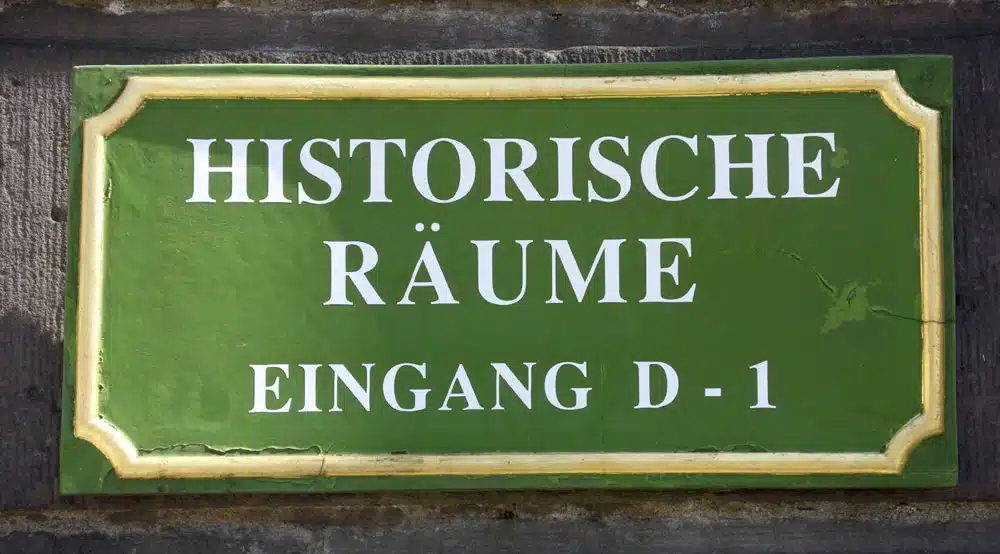 HISTORISCHE
RÄUME
EINGANG D - 1